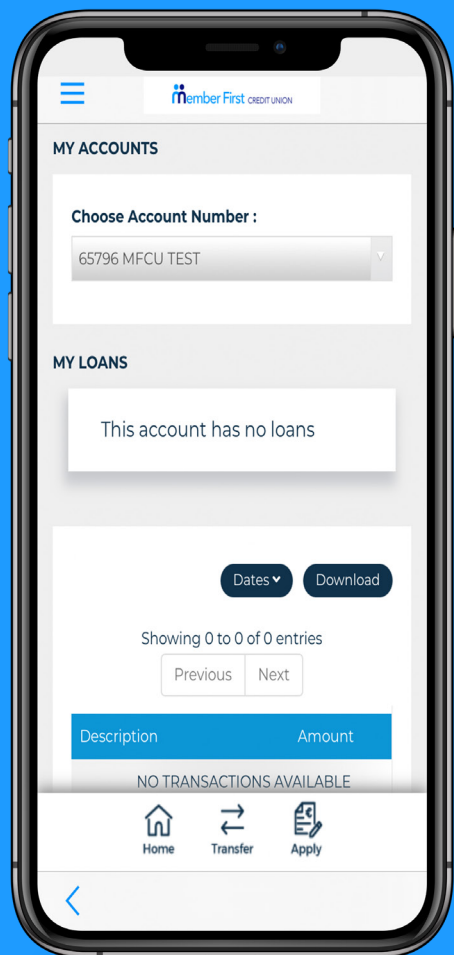 Member First CREDIT UNION
MY ACCOUNTS
Choose Account Number :
65796 MFCU TEST
MY LOANS
This account has no loans
Dates Download
Showing 0 to 0 of 0 entries
Previous Next
Description Amount
NO TRANSACTIONS AVAILABLE
Home Transfer Apply